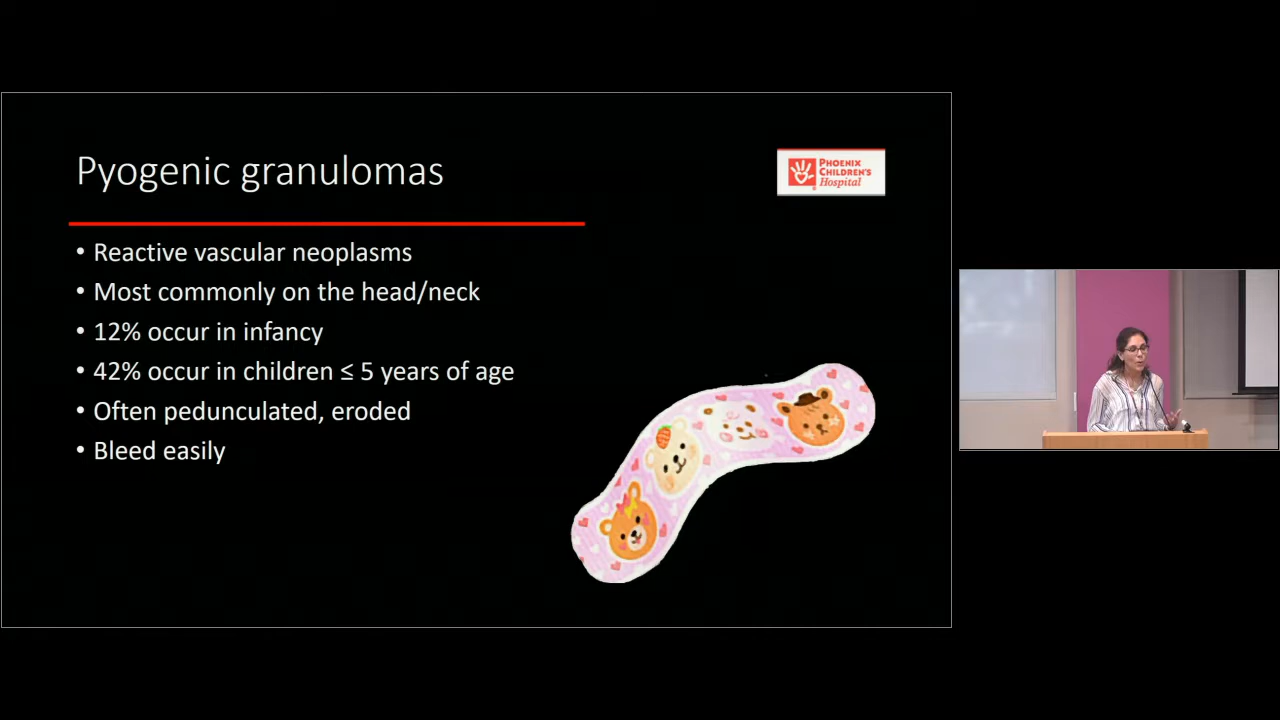 Pyogenic granulomas
PHOENIX
CHILDREN'S
Hospital
• Reactive vascular neoplasms
• Most commonly on the head/neck
• 12% occur in infancy
• 42% occur in children ≤ 5 years of age
• Often pedunculated, eroded
• Bleed easily